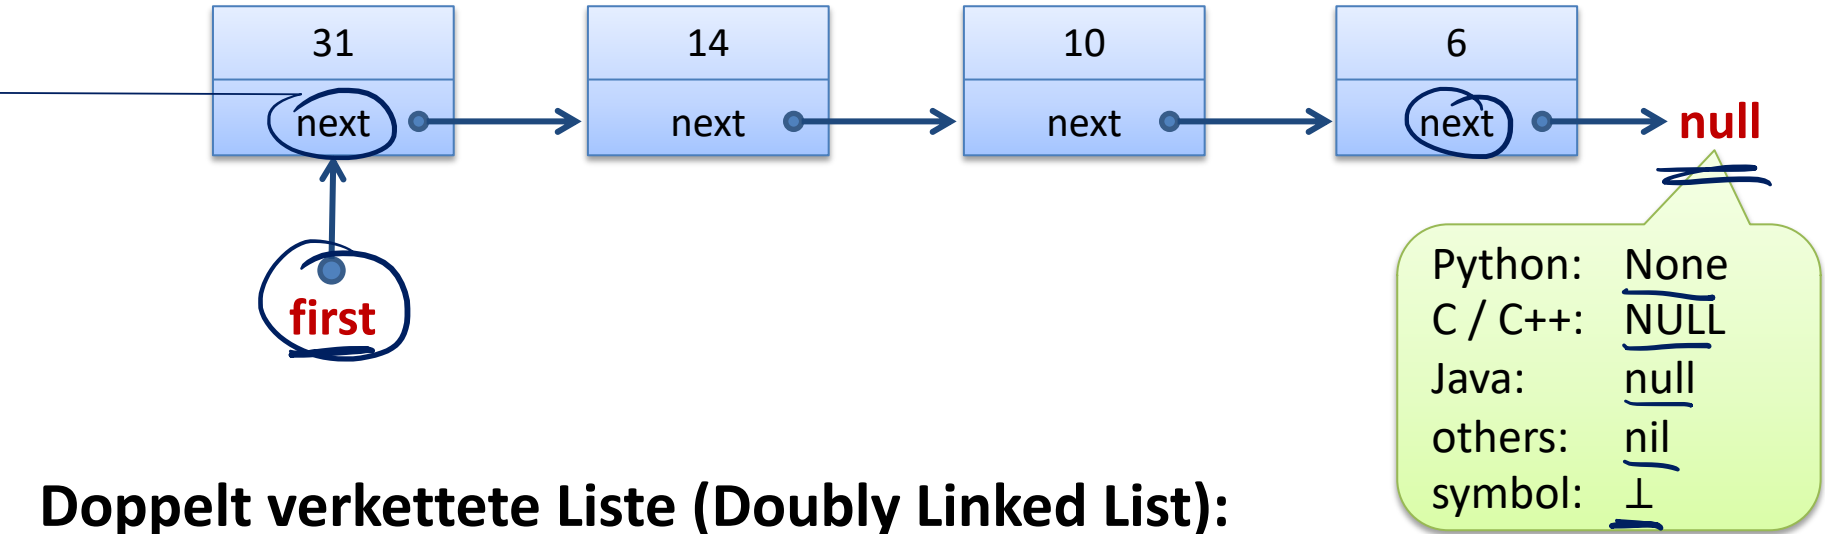 31 14 10 6
next next next next null
first
Python: None
C / C++: NULL
Java: null
others: nil
symbol: ⊥
Doppelt verkettete Liste (Doubly Linked List):